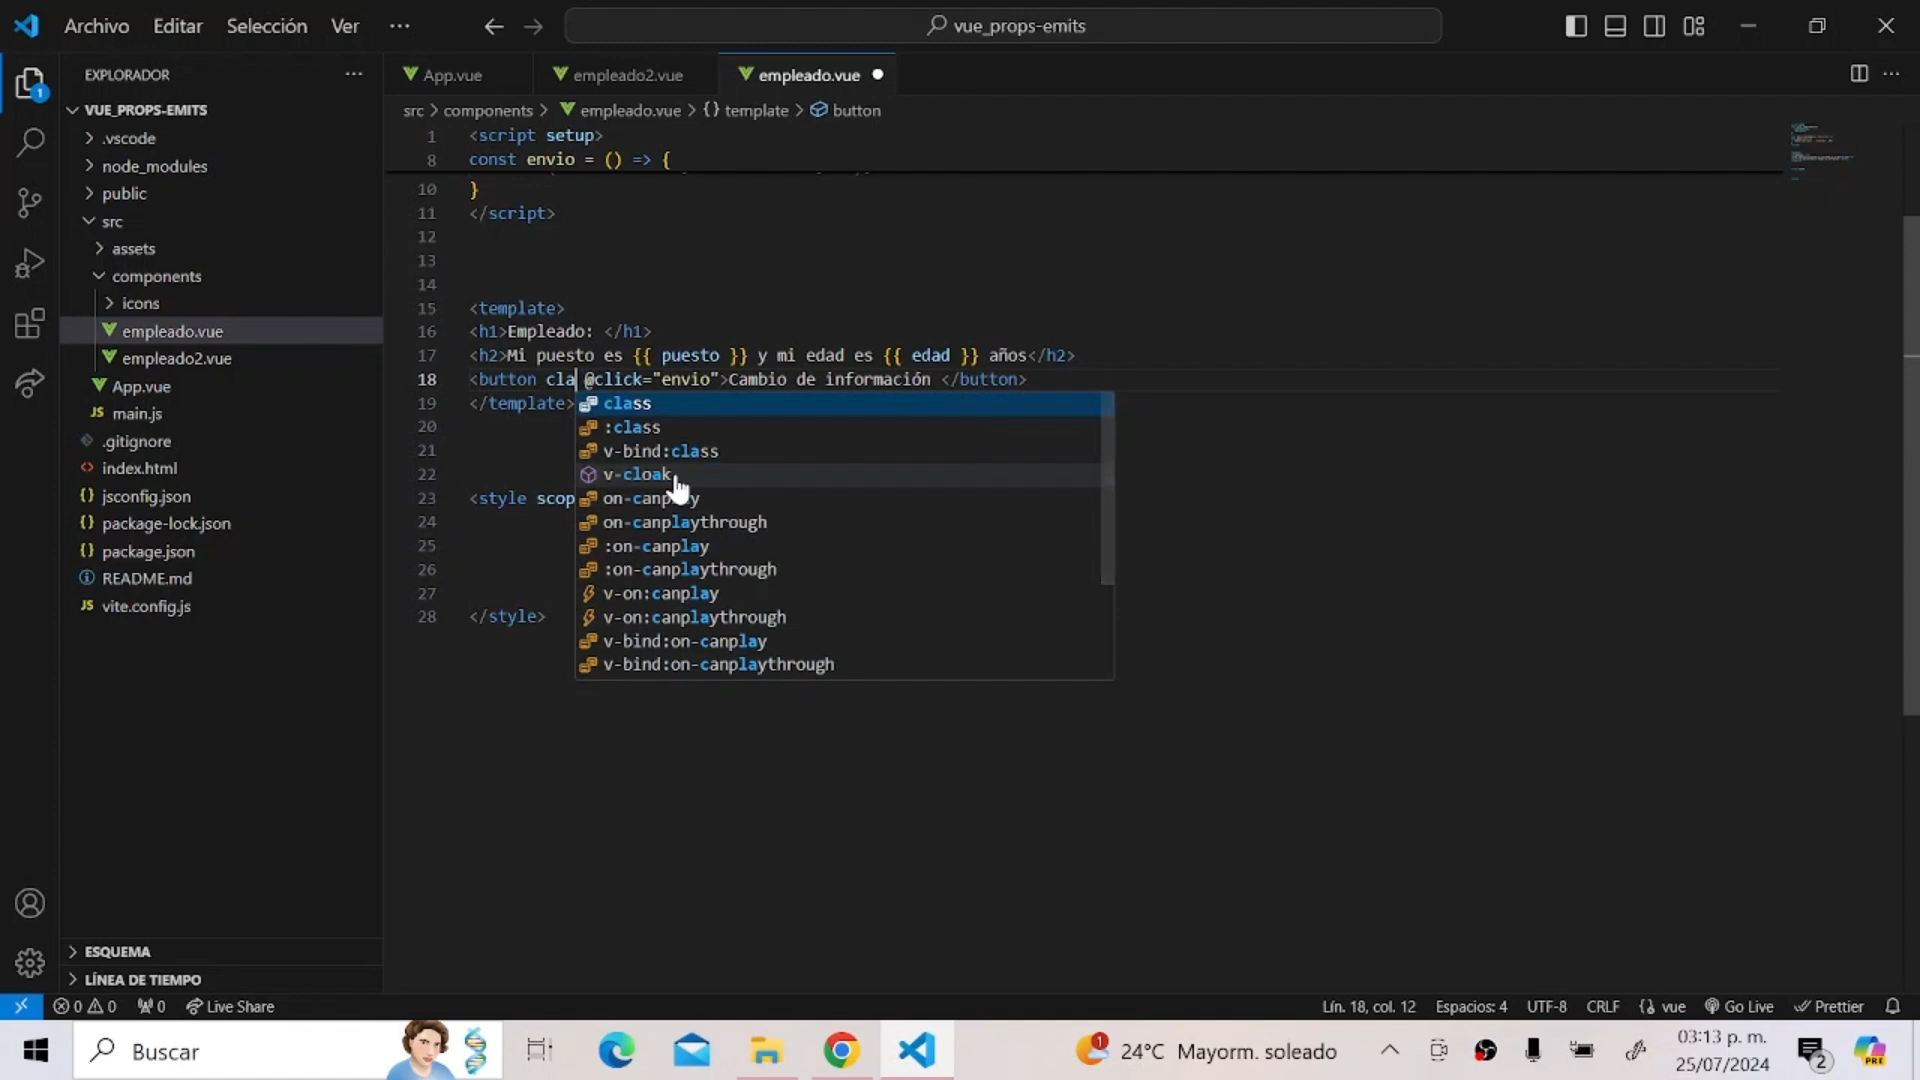 Archivo Editar Selección Ver ···
vue_props-emits
EXPLORADOR ···
VUE_PROPS-EMITS
.vscode
node_modules
public
src
assets
components
icons
empleado.vue
empleado2.vue
App.vue
JS main.js
.gitignore
<> index.html
{} jsconfig.json
{} package-lock.json
{} package.json
README.md
JS vite.config.js
ESQUEMA
LÍNEA DE TIEMPO
1
App.vue empleado2.vue empleado.vue
src > components > empleado.vue > {} template > button
1 <script setup>
8 const envio = () => {
10 }
11 </script>
12
13
14
15 <template>
16 <h1>Empleado: </h1>
17 <h2>Mi puesto es {{ puesto }} y mi edad es {{ edad }} años</h2>
18 <button cla @click="envio">Cambio de información </button>
19 </template>
20
21
22
23 <style scop
24
25
26
27
28 </style>
class
:class
v-bind:class
v-cloak
on-canplay
on-canplaythrough
:on-canplay
:on-canplaythrough
v-on:canplay
v-on:canplaythrough
v-bind:on-canplay
v-bind:on-canplaythrough
0 0 0 Live Share Lín. 18, col. 12 Espacios: 4 UTF-8 CRLF {} vue Go Live Prettier
Buscar
1
24°C Mayorm. soleado
03:13 p. m.
25/07/2024
2
PRE